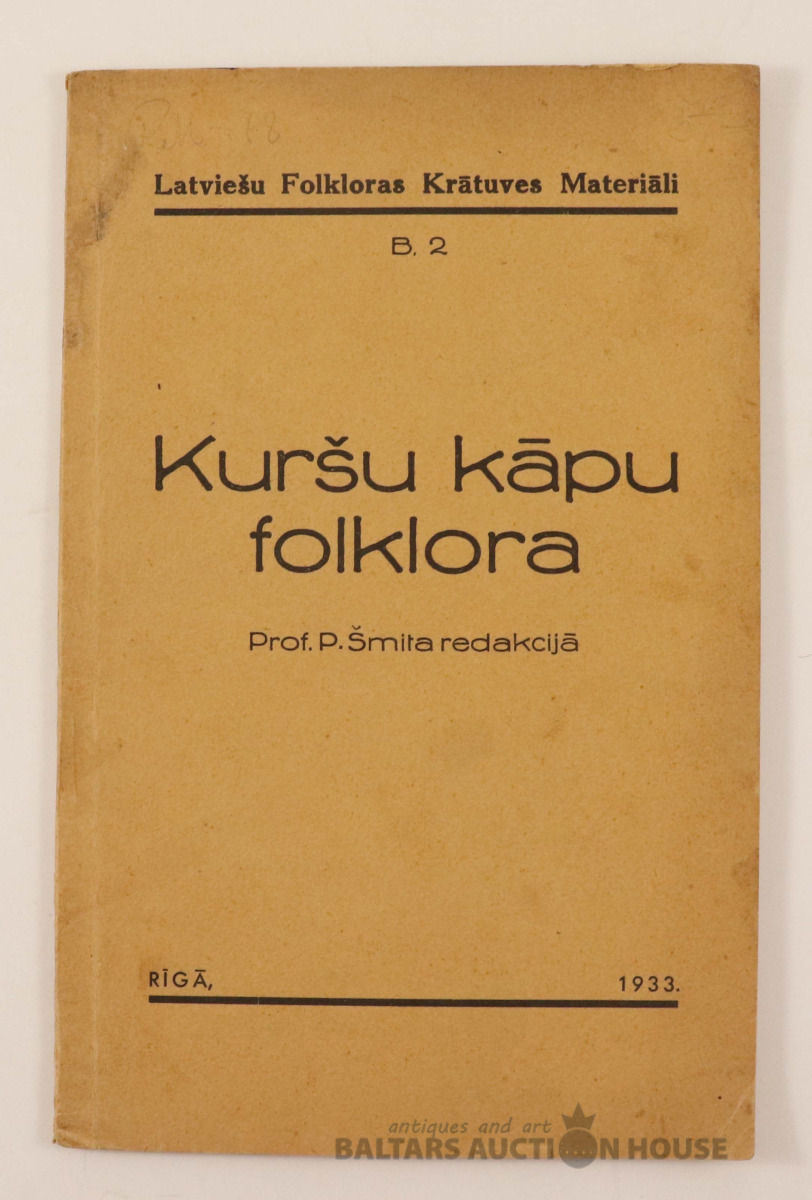 Latviešu Folkloras Krātuves Materiāli
B. 2
Kuršu kāpu
folklora
Prof. P. Šmita redakcijā
RĪGĀ, 1933.
antiques and art
BALTARS AUCTION HOUSE